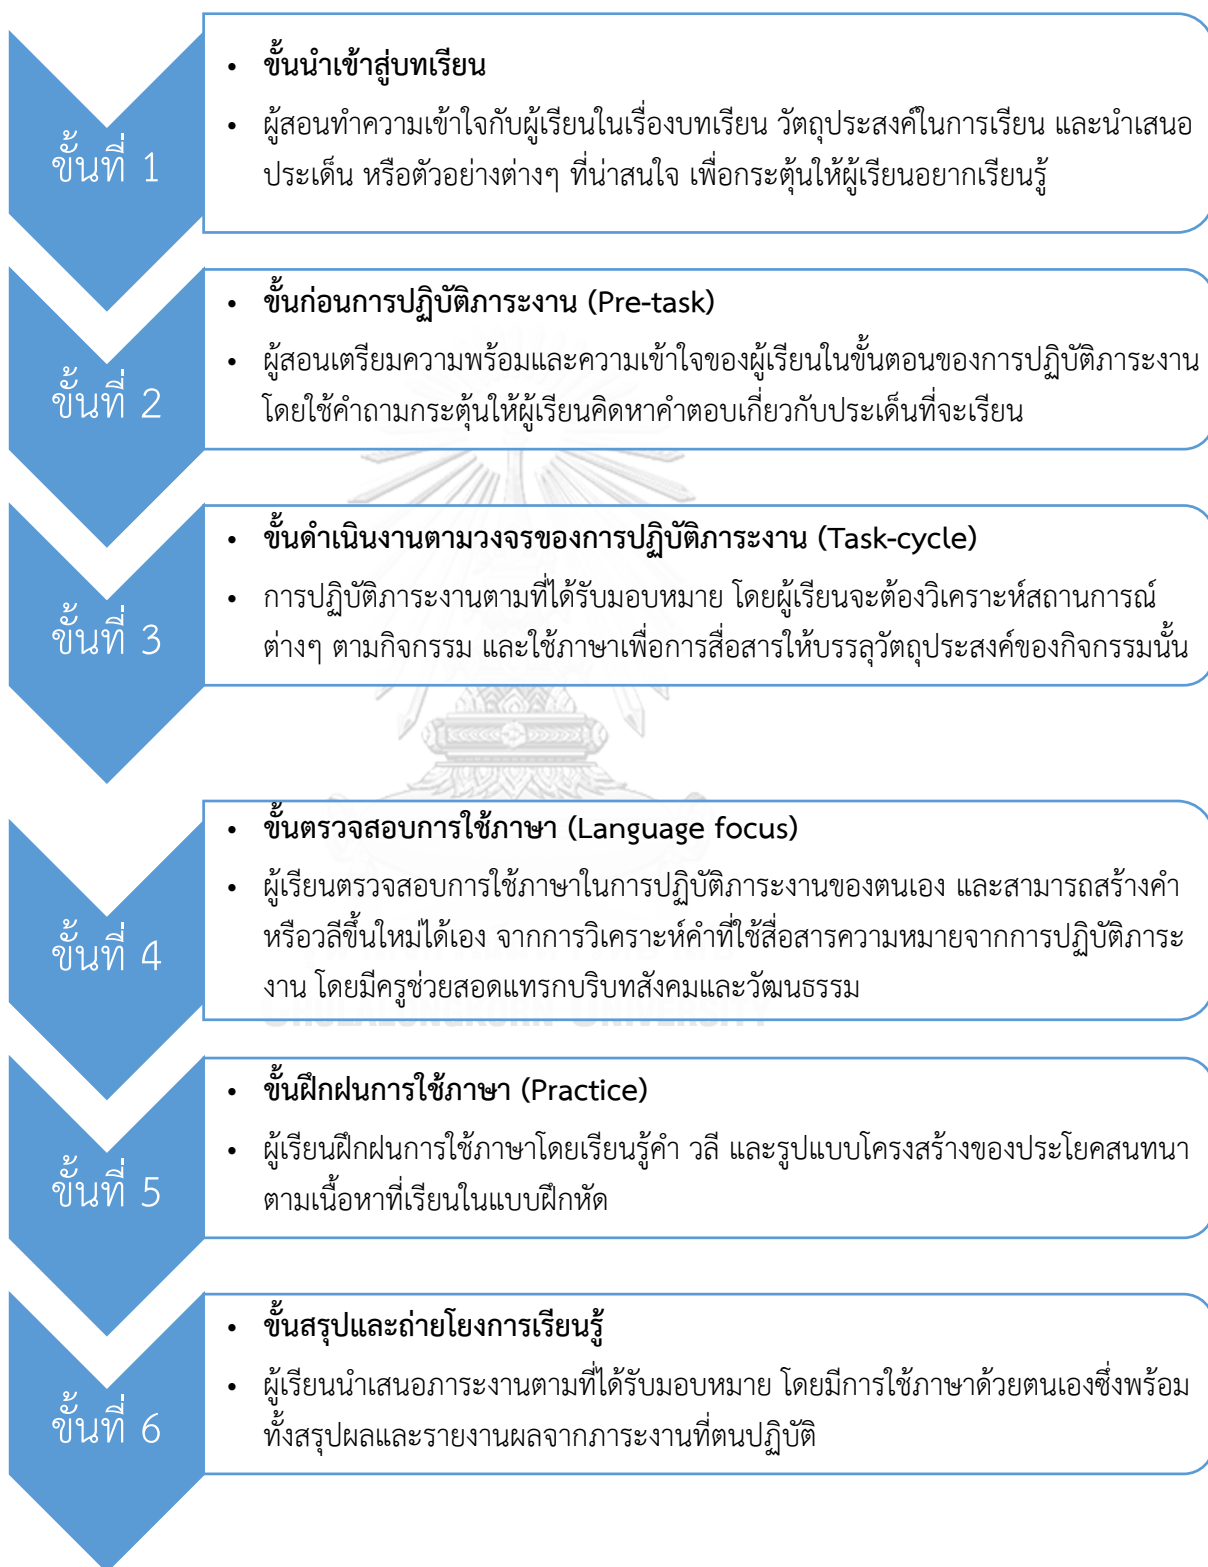 ขั้นที่ 1
• ขั้นนำเข้าสู่บทเรียน
• ผู้สอนทำความเข้าใจกับผู้เรียนในเรื่องบทเรียน วัตถุประสงค์ในการเรียน และนำเสนอ
ประเด็น หรือตัวอย่างต่างๆ ที่น่าสนใจ เพื่อกระตุ้นให้ผู้เรียนอยากเรียนรู้
ขั้นที่ 2
• ขั้นก่อนการปฏิบัติภาระงาน (Pre-task)
• ผู้สอนเตรียมความพร้อมและความเข้าใจของผู้เรียนในขั้นตอนของการปฏิบัติภาระงาน
โดยใช้คำถามกระตุ้นให้ผู้เรียนคิดหาคำตอบเกี่ยวกับประเด็นที่จะเรียน
ขั้นที่ 3
• ขั้นดำเนินงานตามวงจรของการปฏิบัติภาระงาน (Task-cycle)
• การปฏิบัติภาระงานตามที่ได้รับมอบหมาย โดยผู้เรียนจะต้องวิเคราะห์สถานการณ์
ต่างๆ ตามกิจกรรม และใช้ภาษาเพื่อการสื่อสารให้บรรลุวัตถุประสงค์ของกิจกรรมนั้น
ขั้นที่ 4
• ขั้นตรวจสอบการใช้ภาษา (Language focus)
• ผู้เรียนตรวจสอบการใช้ภาษาในการปฏิบัติภาระงานของตนเอง และสามารถสร้างคำ
หรือวลีขึ้นใหม่ได้เอง จากการวิเคราะห์คำที่ใช้สื่อสารความหมายจากการปฏิบัติภาระ
งาน โดยมีครูช่วยสอดแทรกบริบทสังคมและวัฒนธรรม
CHULALONGKORN UNIVERSITY
ขั้นที่ 5
• ขั้นฝึกฝนการใช้ภาษา (Practice)
• ผู้เรียนฝึกฝนการใช้ภาษาโดยเรียนรู้คำ วลี และรูปแบบโครงสร้างของประโยคสนทนา
ตามเนื้อหาที่เรียนในแบบฝึกหัด
ขั้นที่ 6
• ขั้นสรุปและถ่ายโยงการเรียนรู้
• ผู้เรียนนำเสนอภาระงานตามที่ได้รับมอบหมาย โดยมีการใช้ภาษาด้วยตนเองซึ่งพร้อม
ทั้งสรุปผลและรายงานผลจากภาระงานที่ตนปฏิบัติ